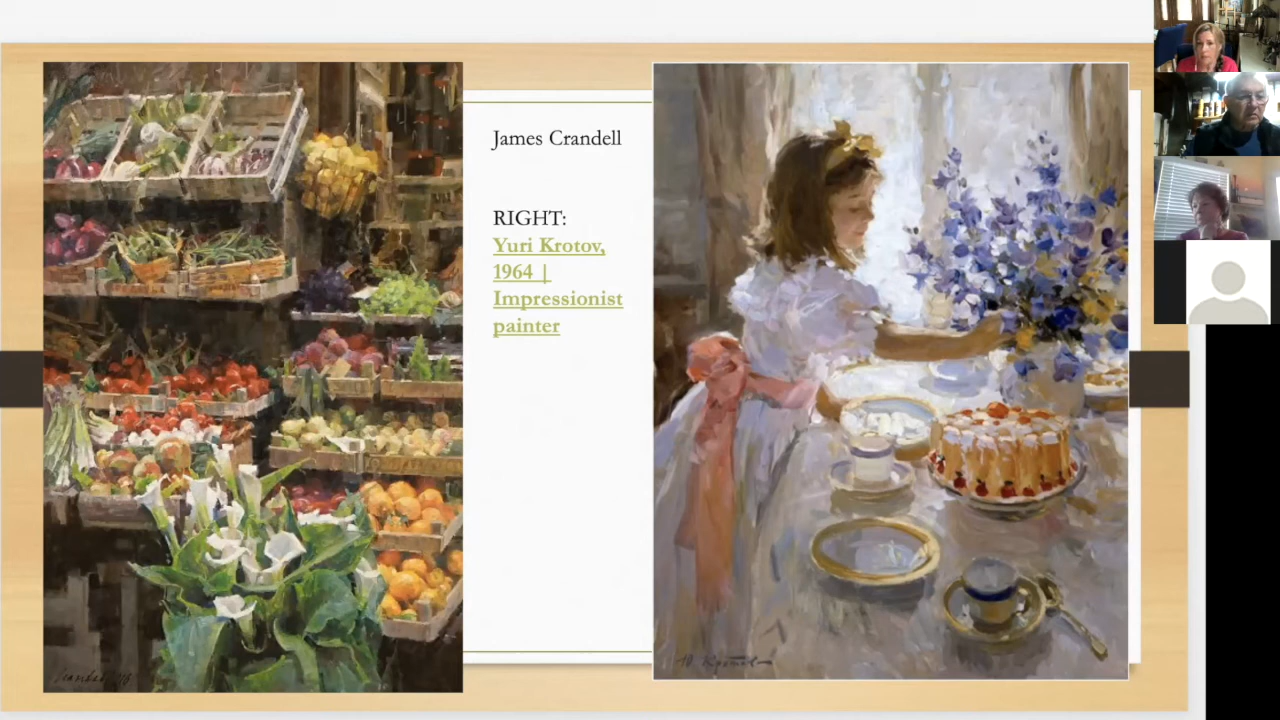 James Crandell
RIGHT:
Yuri Krotov,
1964 |
Impressionist
painter